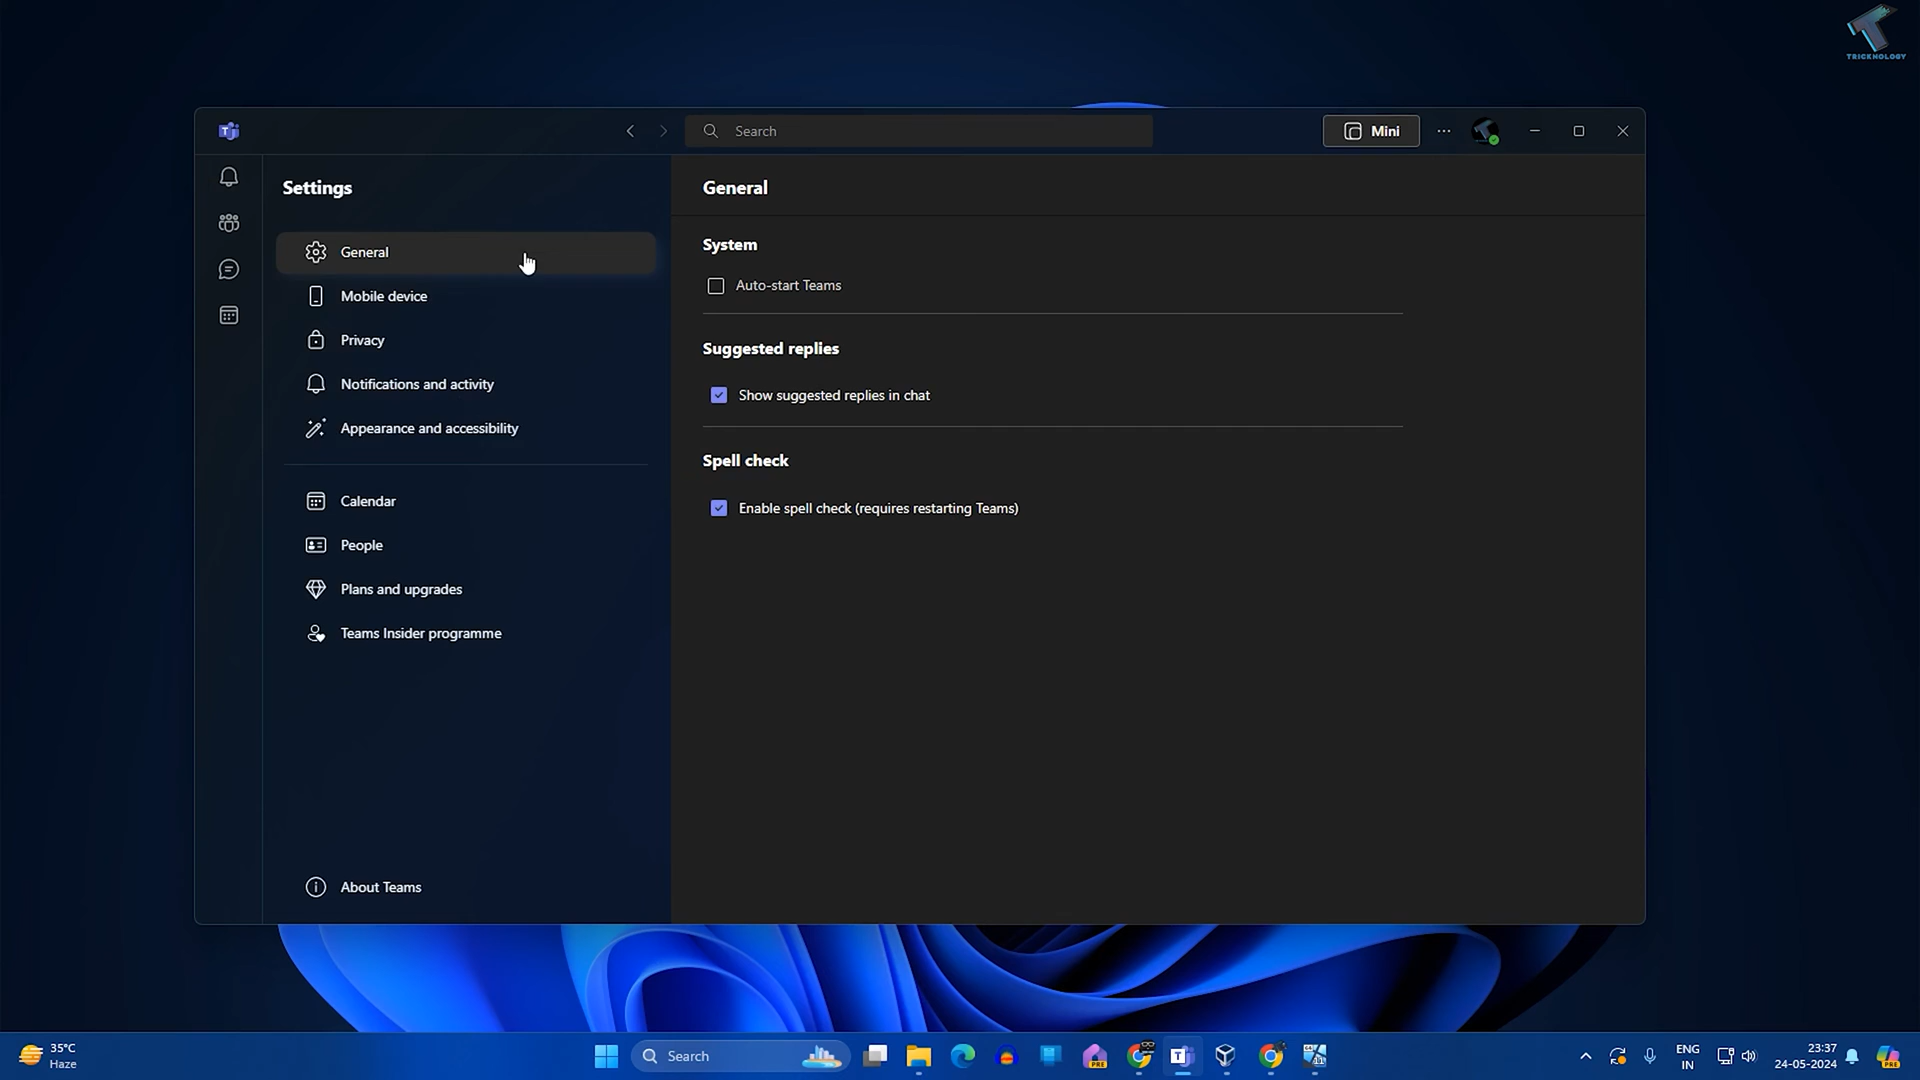 TRICKNOLOGY
Search
Mini
Settings
General
Mobile device
Privacy
Notifications and activity
Appearance and accessibility
Calendar
People
Plans and upgrades
Teams Insider programme
About Teams
General
System
Auto-start Teams
Suggested replies
Show suggested replies in chat
Spell check
Enable spell check (requires restarting Teams)
35°C
Haze
Search
PRE
ENG
IN
23:37
24-05-2024
PRE